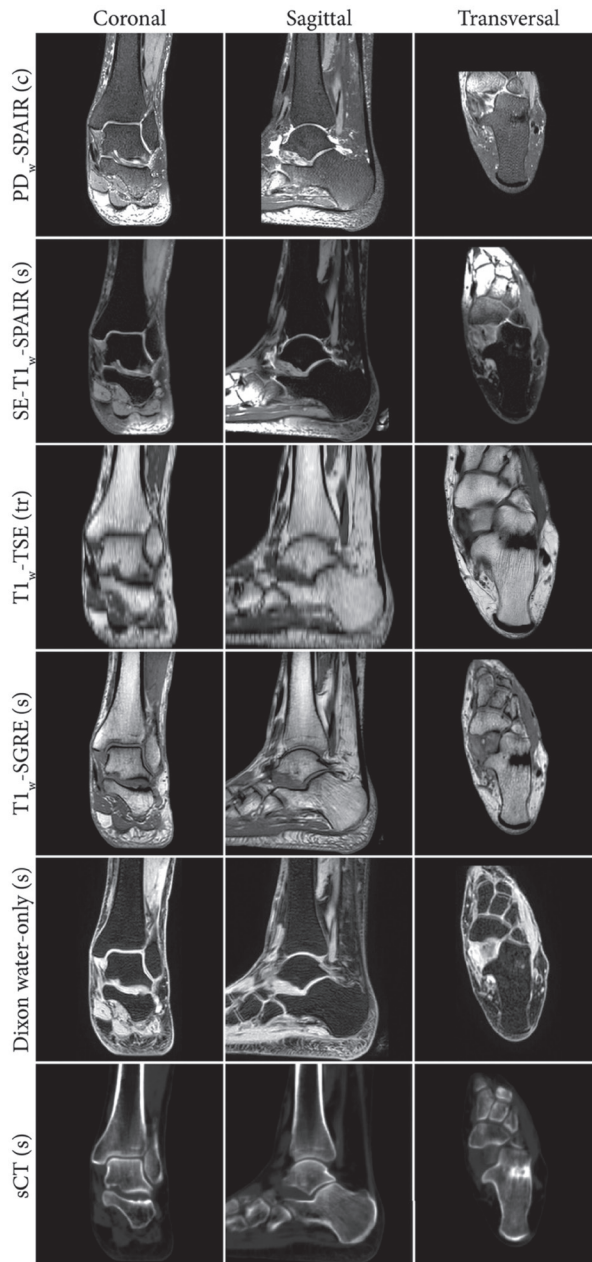 Coronal Sagittal Transversal
PDw-SPAIR (c)
SE-T1w-SPAIR (s)
T1w-TSE (tr)
T1w-SGRE (s)
Dixon water-only (s)
sCT (s)